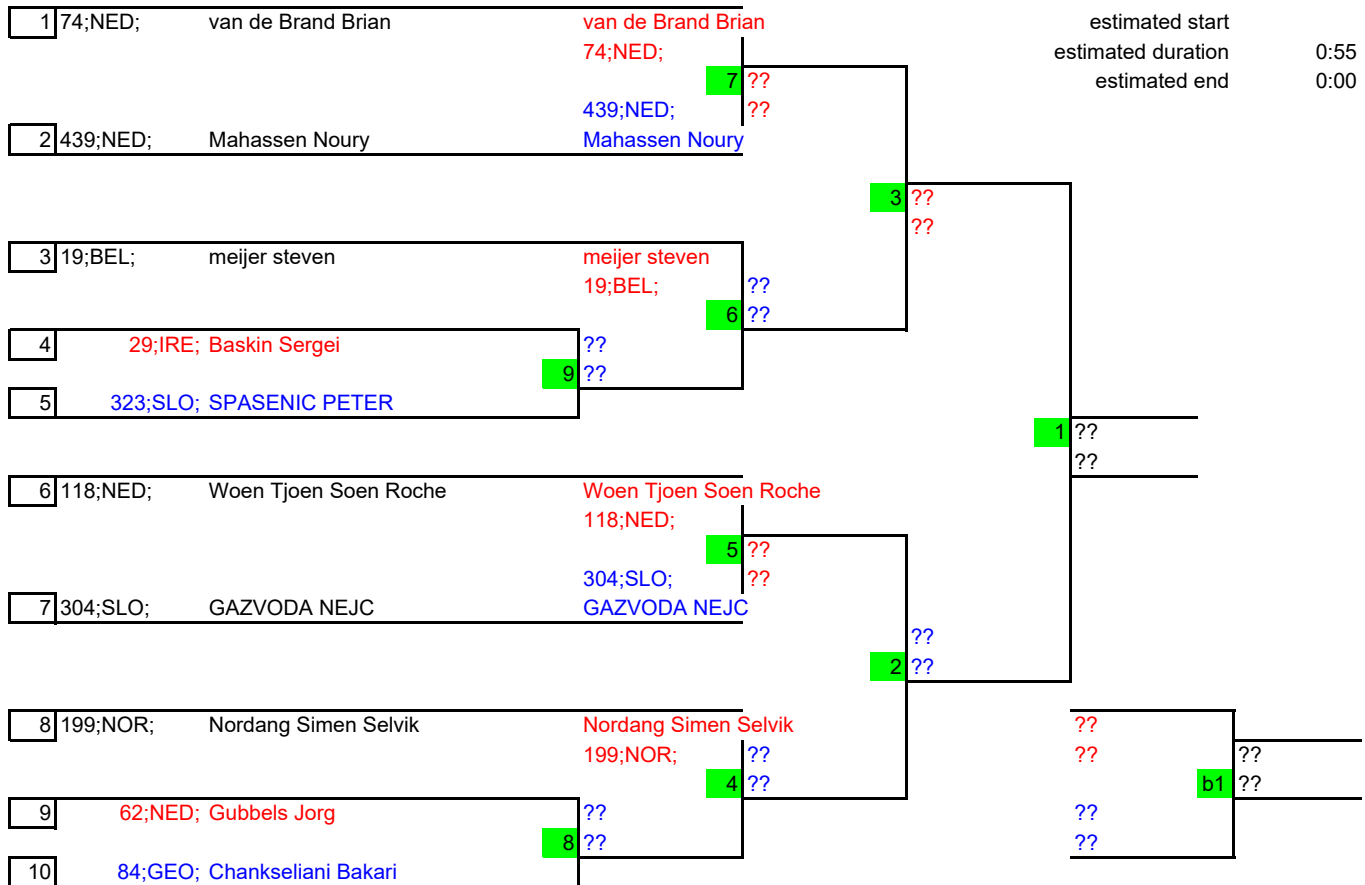 1 74;NED; van de Brand Brian van de Brand Brian estimated start
74;NED; estimated duration 0:55
7 ?? estimated end 0:00
439;NED; ??
2 439;NED; Mahassen Noury Mahassen Noury
3 ??
??
3 19;BEL; meijer steven meijer steven
19;BEL; ??
6 ??
4 29;IRE; Baskin Sergei ??
9 ??
5 323;SLO; SPASENIC PETER
1 ??
??
6 118;NED; Woen Tjoen Soen Roche Woen Tjoen Soen Roche
118;NED;
5 ??
304;SLO; ??
7 304;SLO; GAZVODA NEJC GAZVODA NEJC
??
2 ??
8 199;NOR; Nordang Simen Selvik Nordang Simen Selvik ??
199;NOR; ?? ?? ??
4 ?? b1 ??
9 62;NED; Gubbels Jorg ?? ??
8 ?? ??
10 84;GEO; Chankseliani Bakari